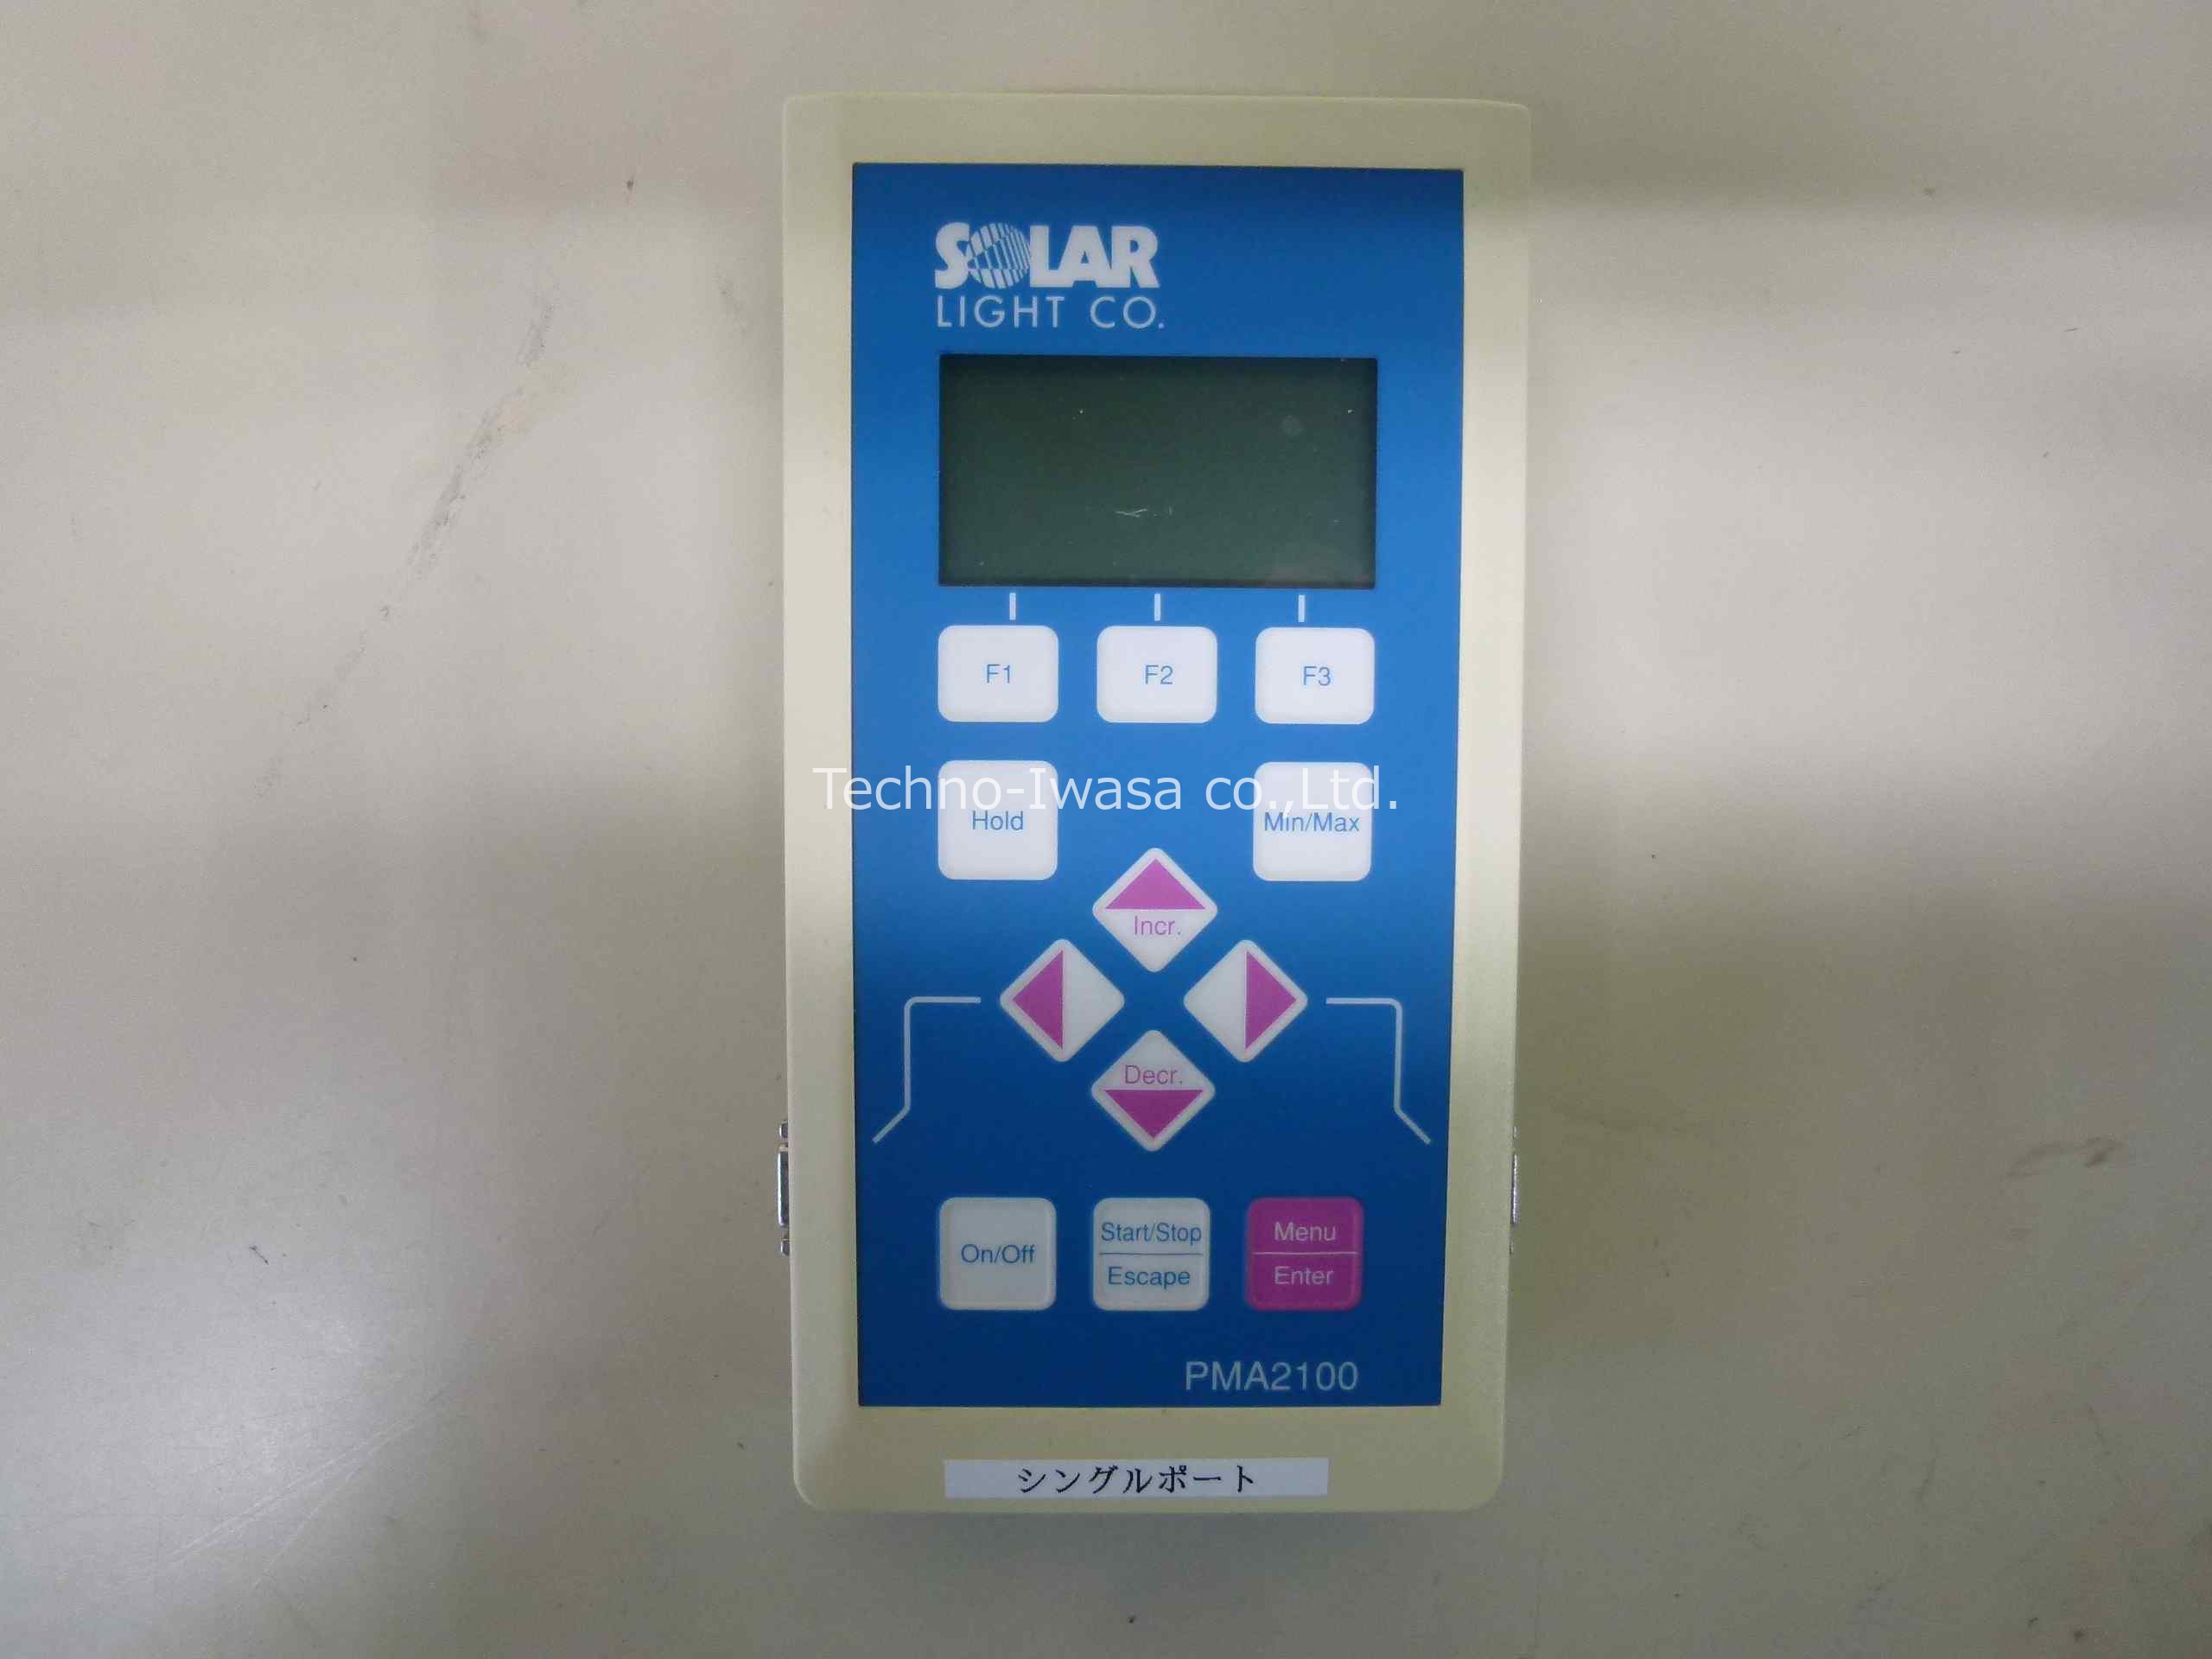 SOLAR
LIGHT CO.
F1 F2 F3
Techno-Iwasa co.,Ltd.
Hold Min/Max
Incr.
Decr.
On/Off Start/Stop Escape Menu Enter
PMA2100
シングルポート